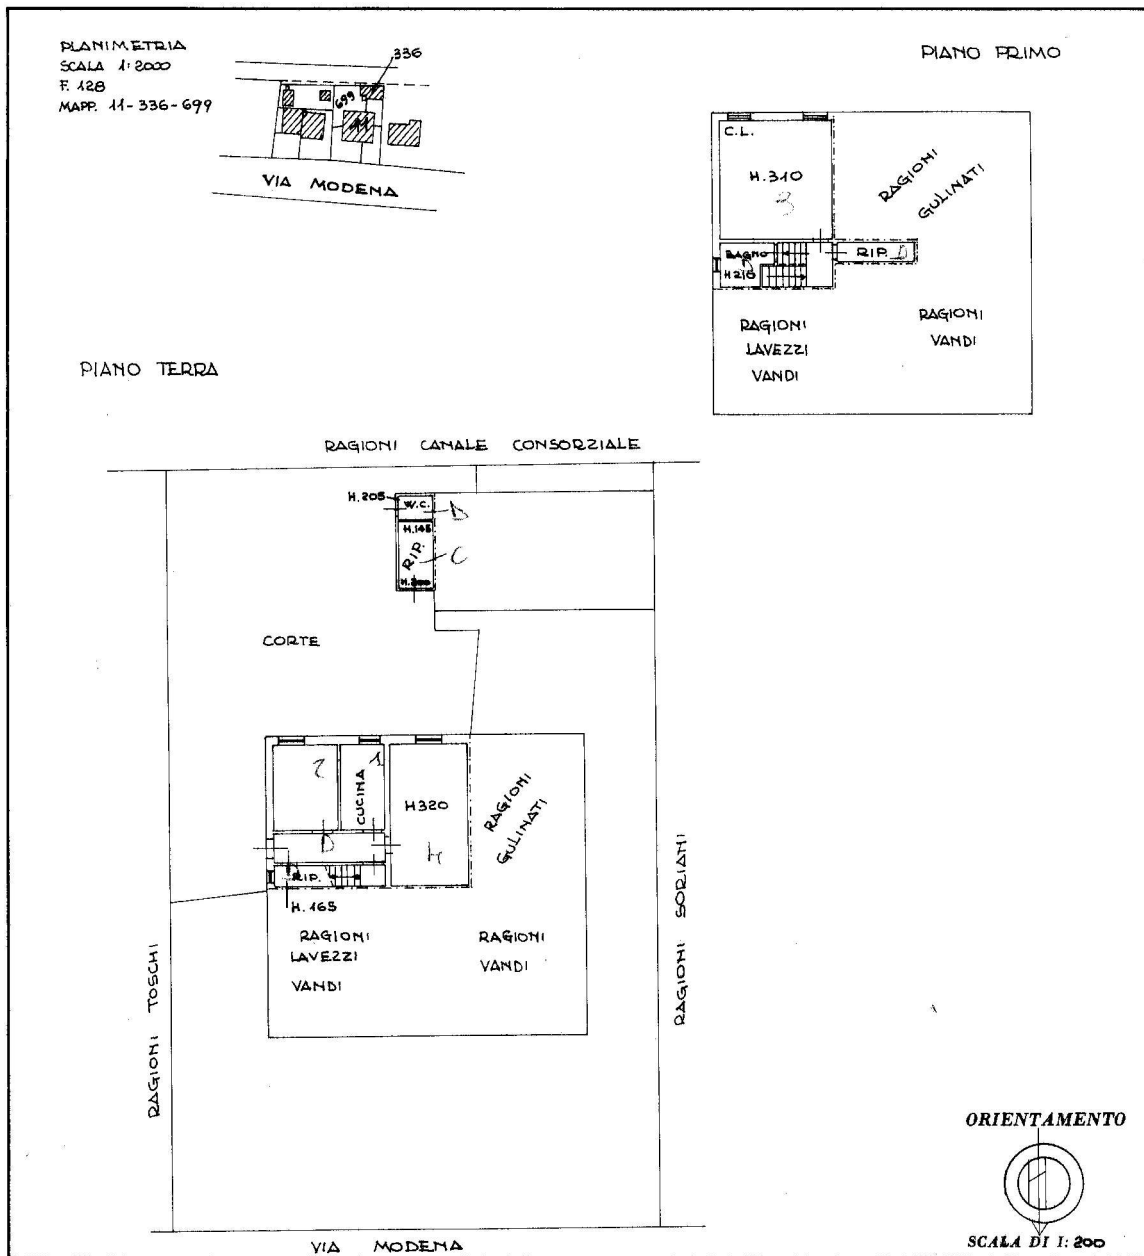 PLANIMETRIA
SCALA 1:2000
F. 128
MAPP. 11-336-699
336
699
11
VIA MODENA
PIANO PRIMO
C.L.
H.310
3
RAGIONI
GULINATI
BAGNO
H210
RIP.
D
RAGIONI
LAVEZZI
VANDI
RAGIONI
VANDI
PIANO TERRA
RAGIONI CANALE CONSORZIALE
H.205
W.C.
D
H.145
RIP.
C
CORTE
2
CUCINA
1
H320
4
D
RAGIONI
GULINATI
RIP.
H.165
RAGIONI
LAVEZZI
VANDI
RAGIONI
VANDI
RAGIONI TOSCHI
RAGIONI SORIANI
VIA MODENA
ORIENTAMENTO
SCALA DI 1:200